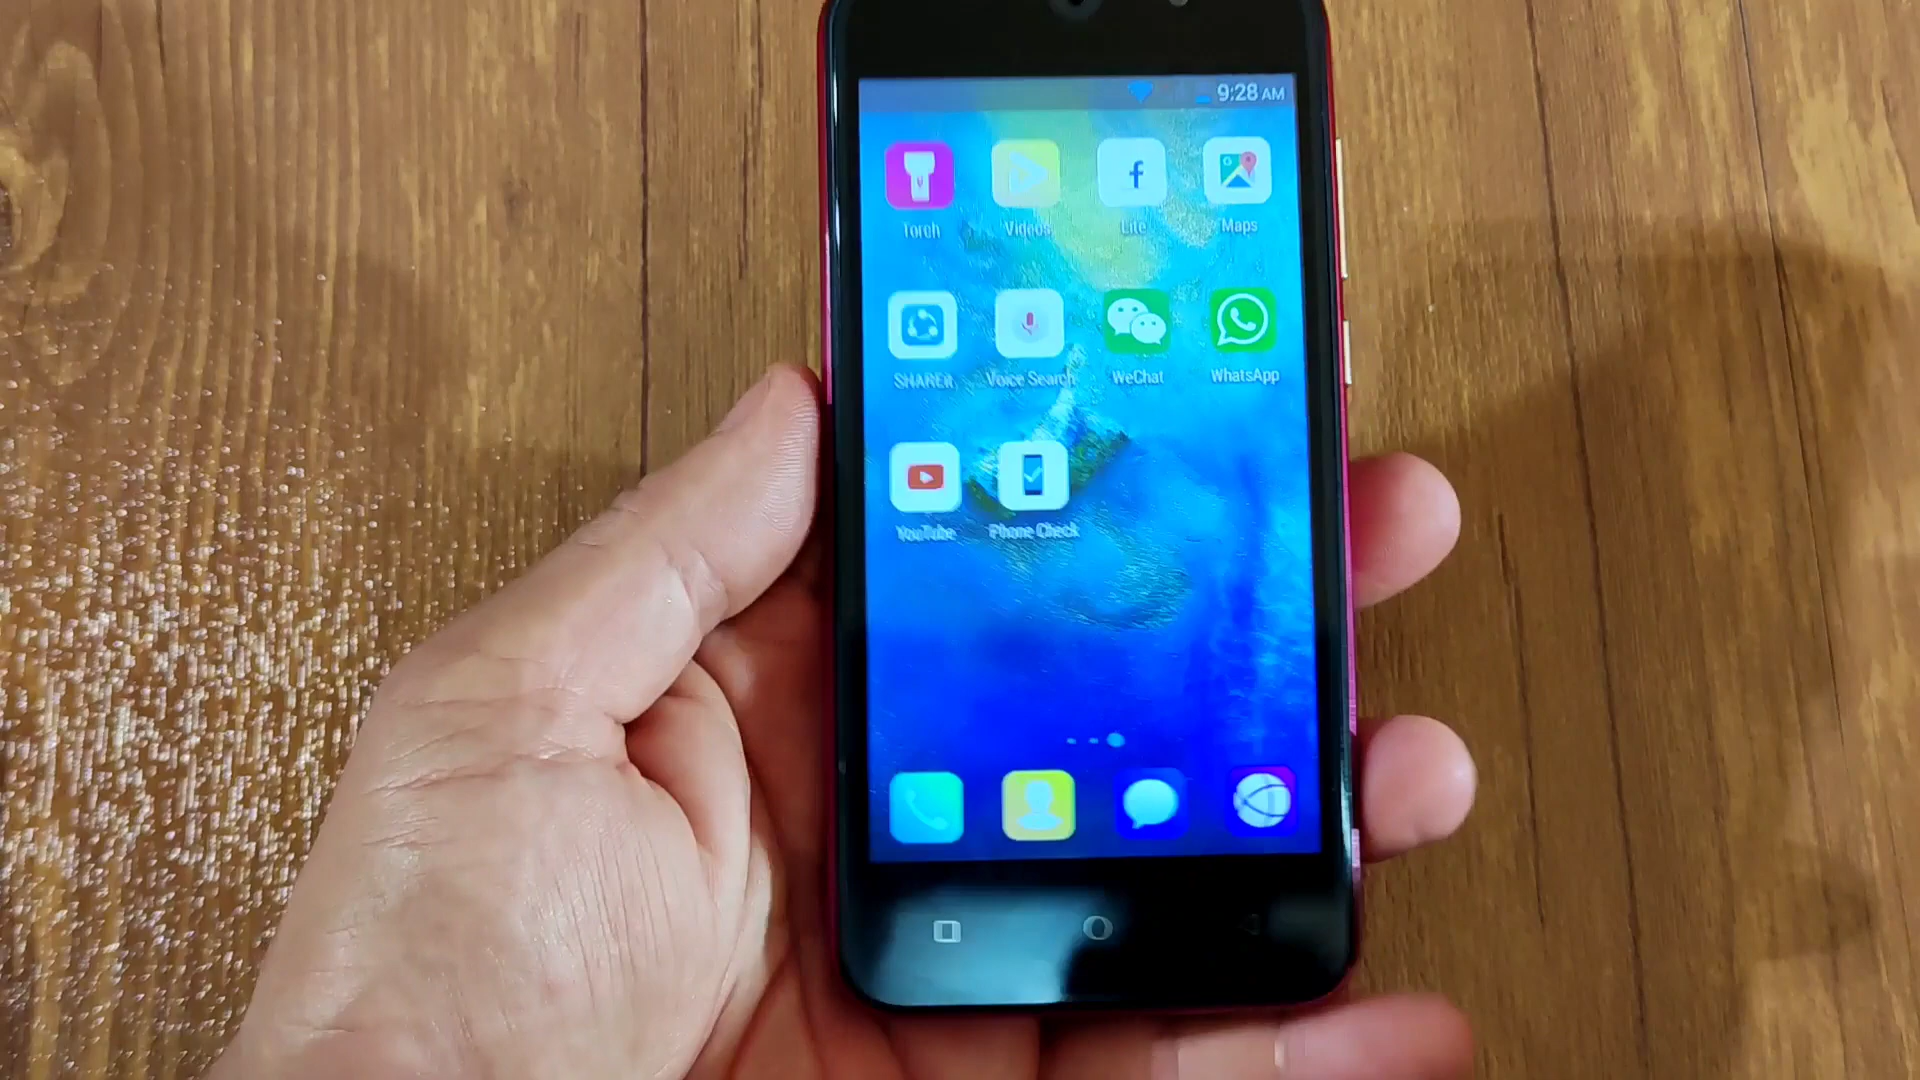 9:28 AM
Torch Videos Lite Maps
SHAREit Voice Search WeChat WhatsApp
YouTube Phone Check